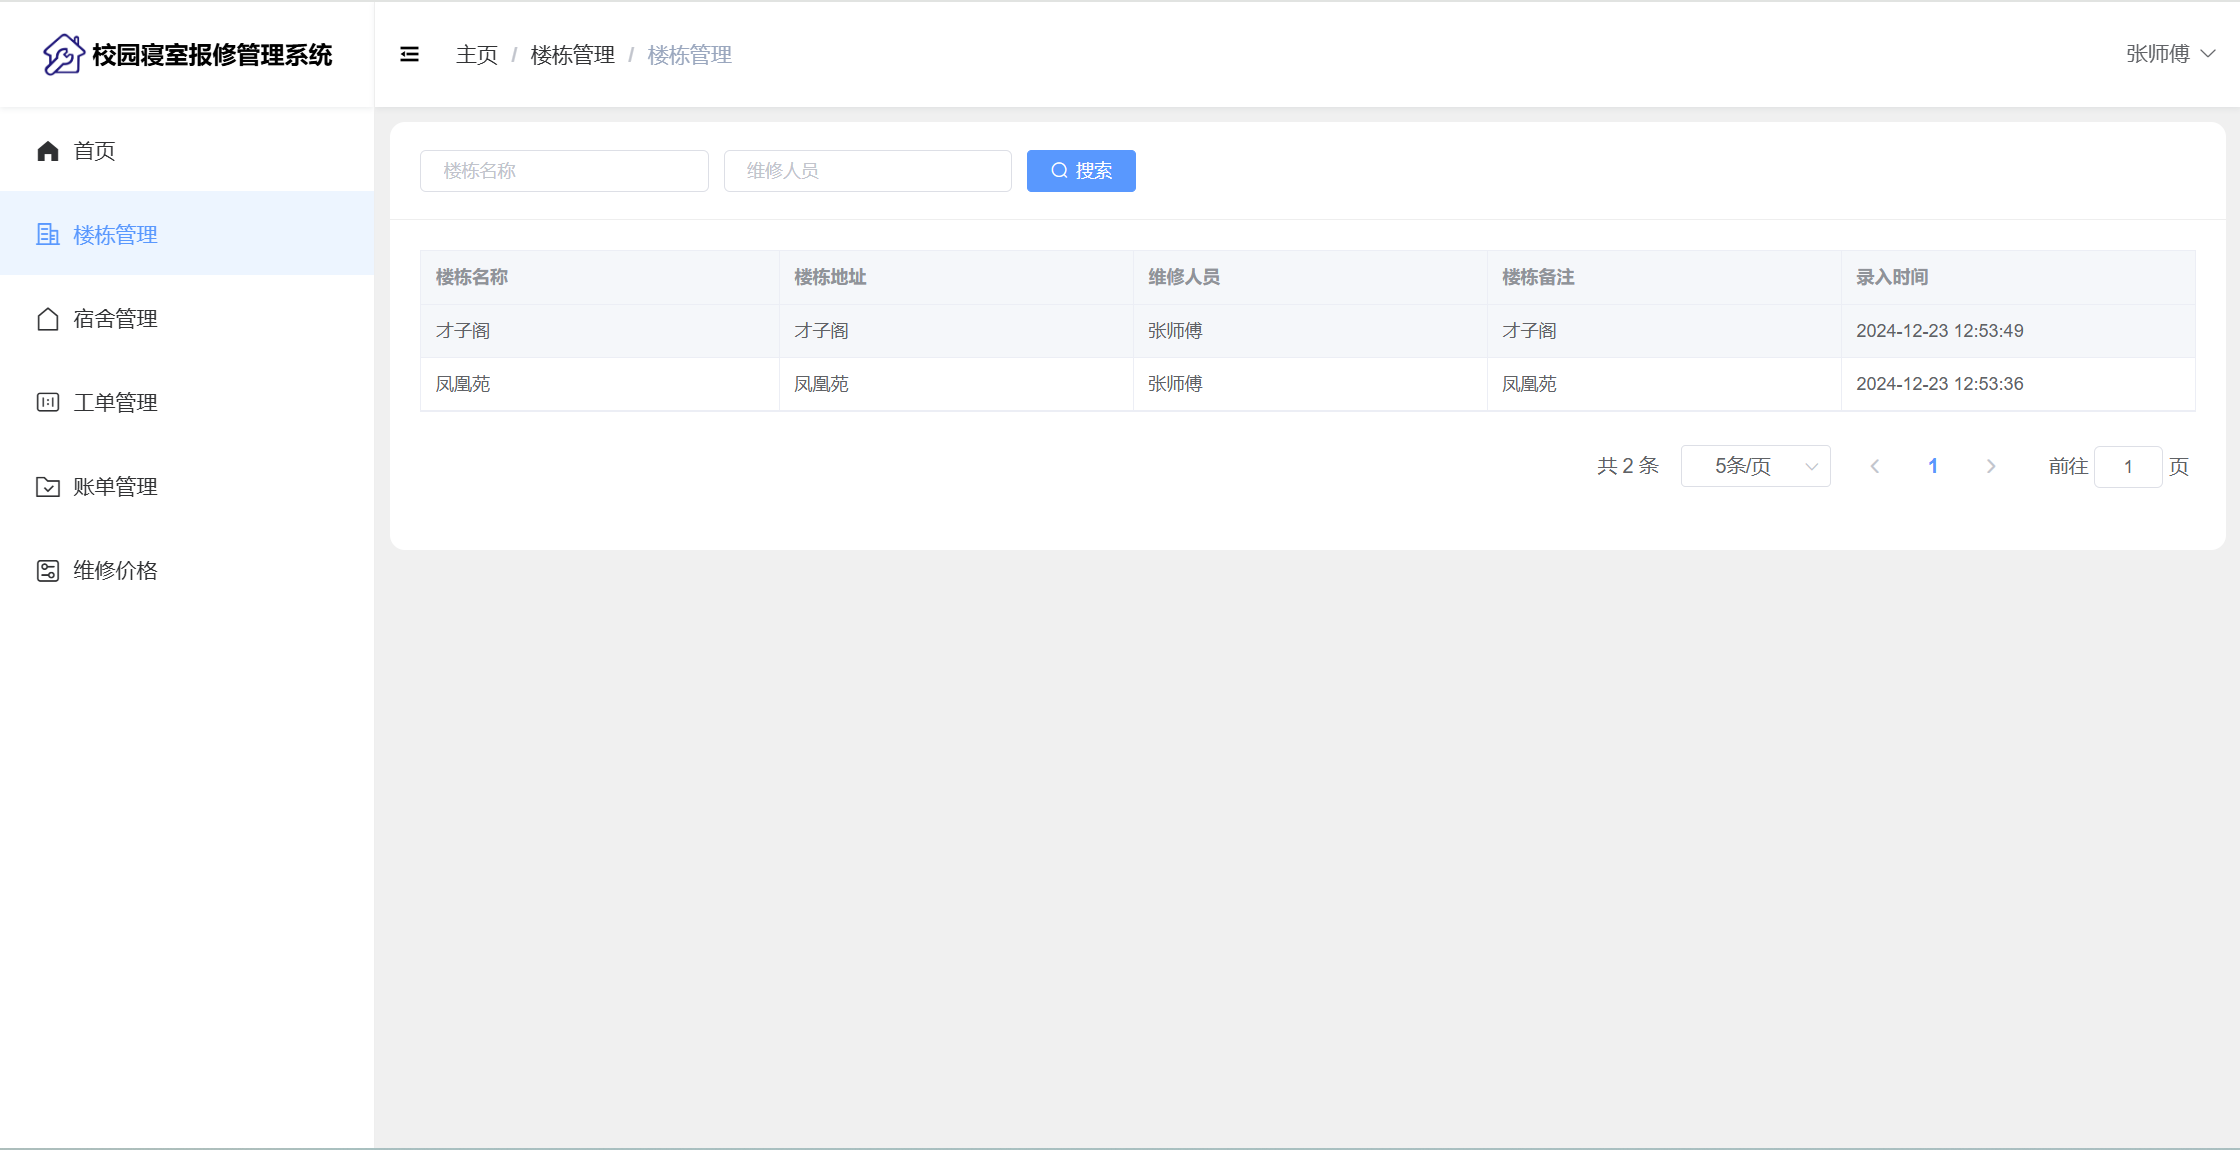 校园寝室报修管理系统
主页 / 楼栋管理 / 楼栋管理
张师傅
首页
楼栋管理
宿舍管理
工单管理
账单管理
维修价格
楼栋名称 维修人员 搜索
楼栋名称 楼栋地址 维修人员 楼栋备注 录入时间
才子阁 才子阁 张师傅 才子阁 2024-12-23 12:53:49
凤凰苑 凤凰苑 张师傅 凤凰苑 2024-12-23 12:53:36
共 2 条 5条/页 1 前往 1 页